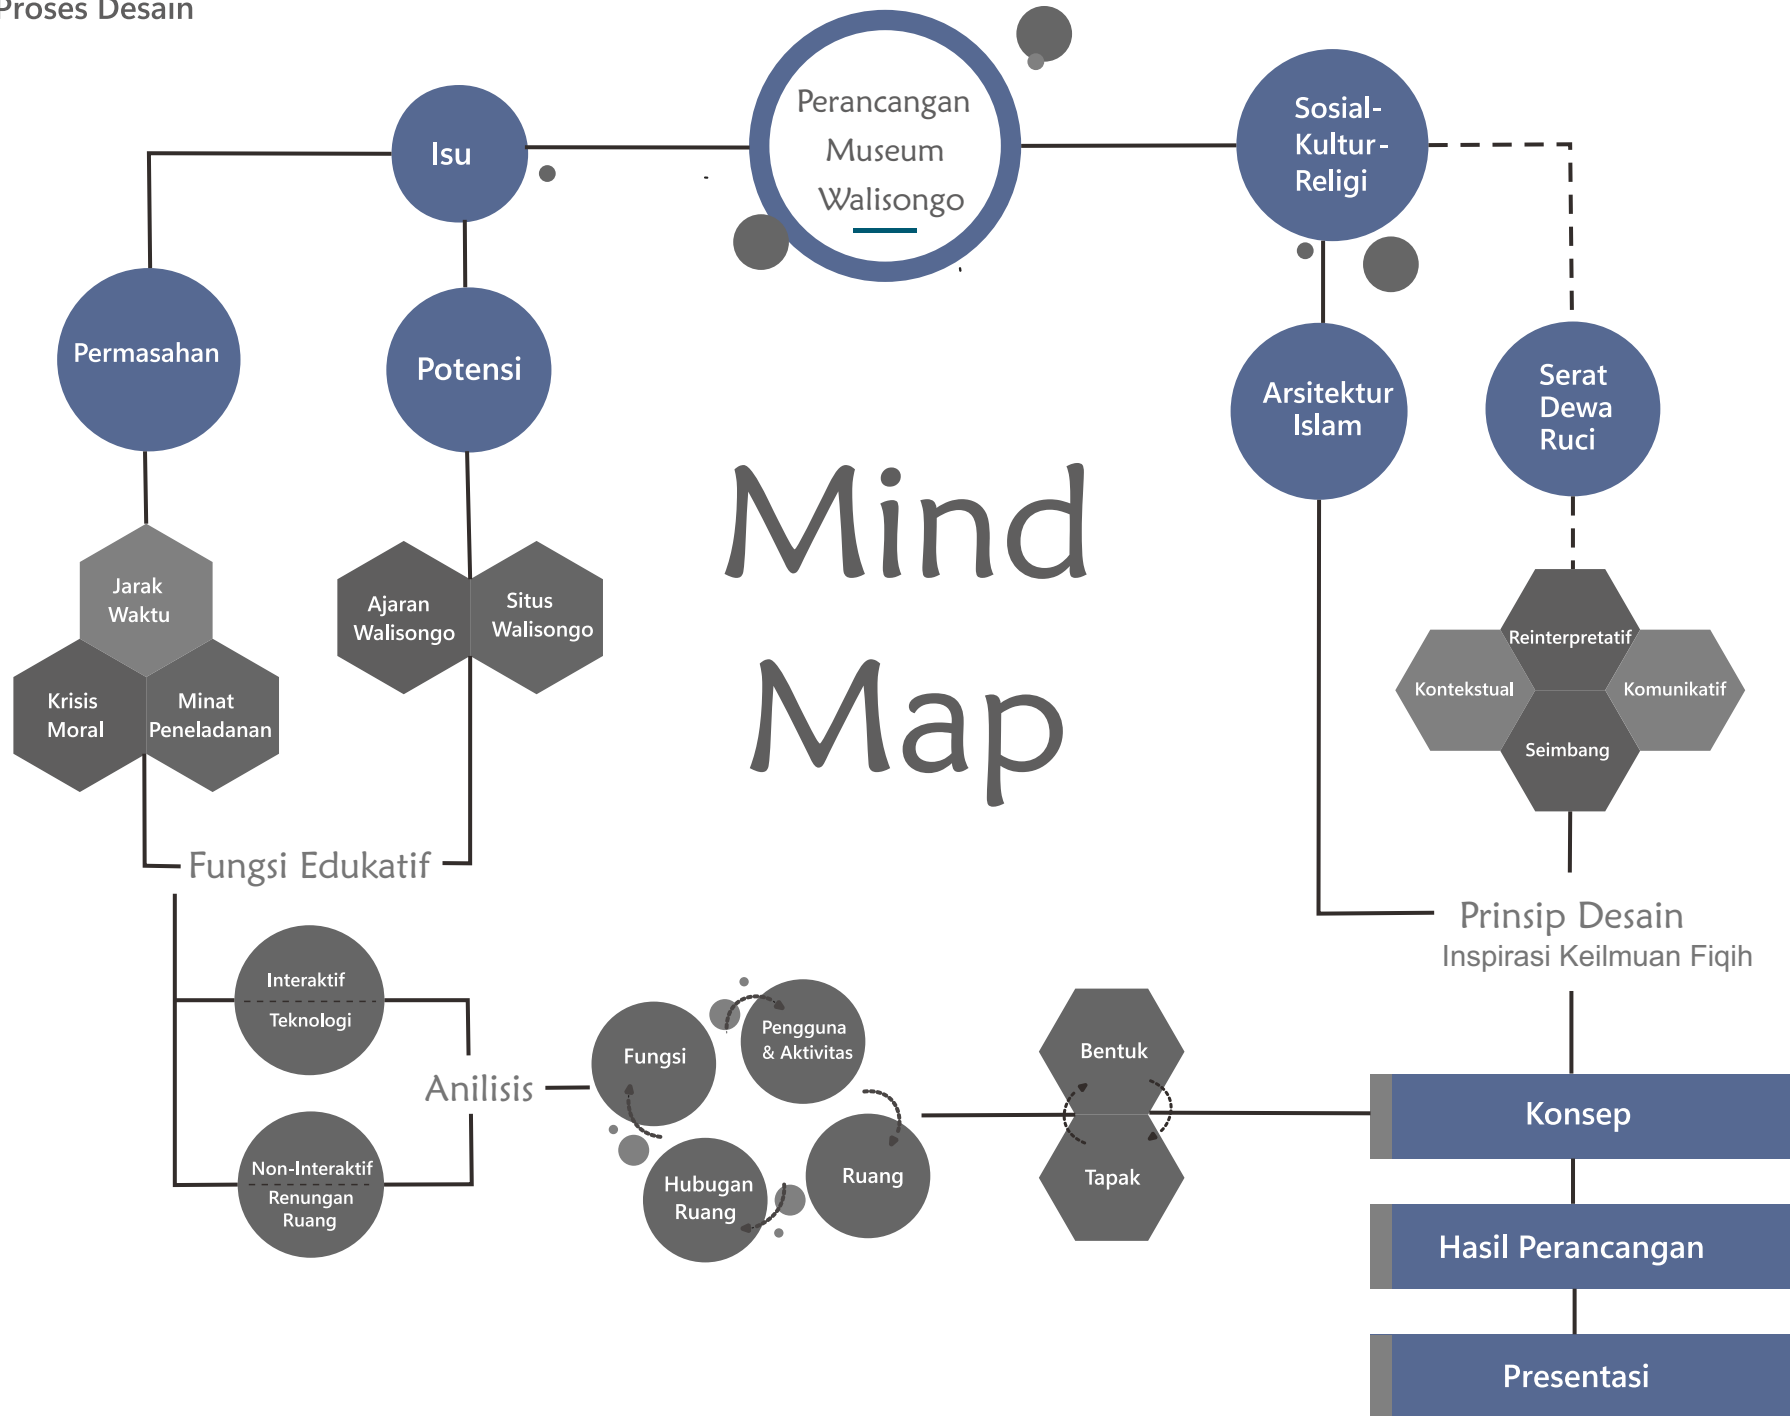 Proses Desain
Perancangan
Museum
Walisongo
Isu
Sosial-
Kultur-
Religi
Permasahan
Potensi
Arsitektur
Islam
Serat
Dewa
Ruci
Mind
Map
Jarak
Waktu
Krisis
Moral
Minat
Peneladanan
Ajaran
Walisongo
Situs
Walisongo
Reinterpretatif
Kontekstual
Komunikatif
Seimbang
Fungsi Edukatif
Prinsip Desain
Inspirasi Keilmuan Fiqih
Interaktif
Teknologi
Non-Interaktif
Renungan
Ruang
Anilisis
Fungsi
Pengguna
& Aktivitas
Ruang
Hubugan
Ruang
Bentuk
Tapak
Konsep
Hasil Perancangan
Presentasi